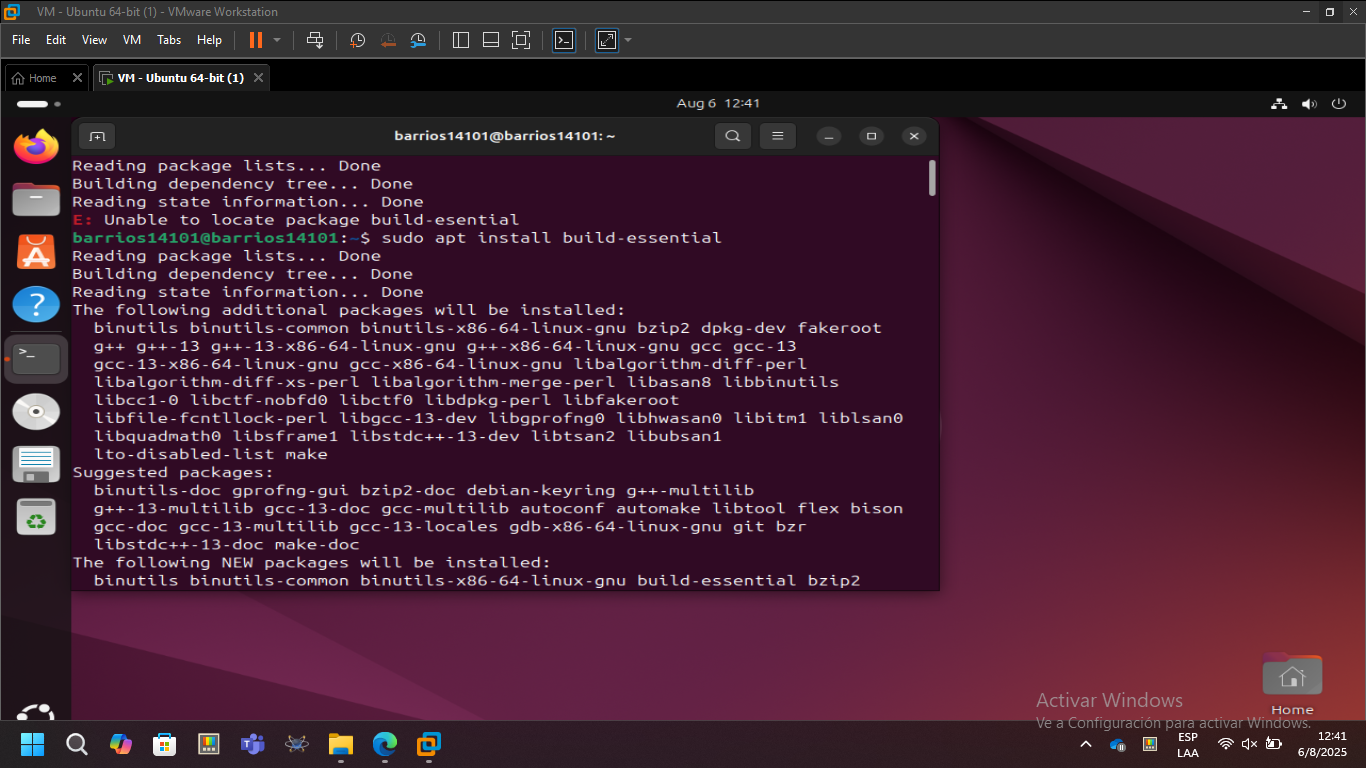 VM - Ubuntu 64-bit (1) - VMware Workstation
File Edit View VM Tabs Help
Home VM - Ubuntu 64-bit (1)
Aug 6 12:41
barrios14101@barrios14101: ~
Reading package lists... Done
Building dependency tree... Done
Reading state information... Done
E: Unable to locate package build-esential
barrios14101@barrios14101:~$ sudo apt install build-essential
Reading package lists... Done
Building dependency tree... Done
Reading state information... Done
The following additional packages will be installed:
binutils binutils-common binutils-x86-64-linux-gnu bzip2 dpkg-dev fakeroot
g++ g++-13 g++-13-x86-64-linux-gnu g++-x86-64-linux-gnu gcc gcc-13
gcc-13-x86-64-linux-gnu gcc-x86-64-linux-gnu libalgorithm-diff-perl
libalgorithm-diff-xs-perl libalgorithm-merge-perl libasan8 libbinutils
libcc1-0 libctf-nobfd0 libctf0 libdpkg-perl libfakeroot
libfile-fcntllock-perl libgcc-13-dev libgprofng0 libhwasan0 libitm1 liblsan0
libquadmath0 libsframe1 libstdc++-13-dev libtsan2 libubsan1
lto-disabled-list make
Suggested packages:
binutils-doc gprofng-gui bzip2-doc debian-keyring g++-multilib
g++-13-multilib gcc-13-doc gcc-multilib autoconf automake libtool flex bison
gcc-doc gcc-13-multilib gcc-13-locales gdb-x86-64-linux-gnu git bzr
libstdc++-13-doc make-doc
The following NEW packages will be installed:
binutils binutils-common binutils-x86-64-linux-gnu build-essential bzip2
Home
Activar Windows
Ve a Configuración para activar Windows.
ESP
LAA
12:41
6/8/2025